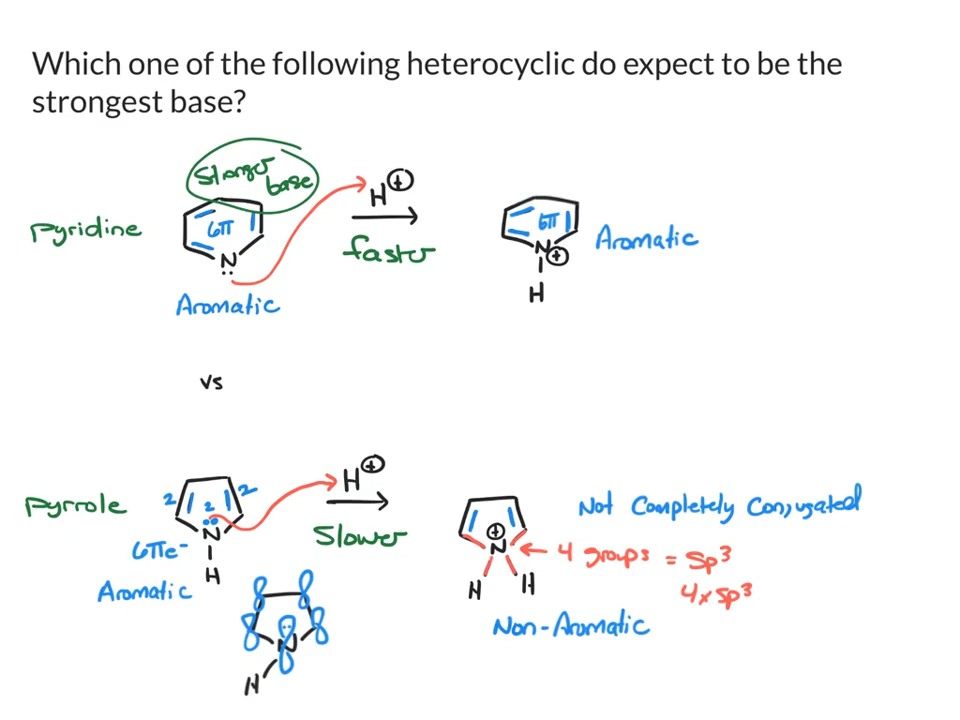 Which one of the following heterocyclic do expect to be the
strongest base?
Stronger
base
H⊕
Pyridine
6π
N
faster
6π
N⊕
H
Aromatic
Aromatic
vs
H⊕
Pyrrole
2
2
2
N
H
6πe-
Aromatic
Slower
⊕
N
H
H
Not Completely Conjugated
4 groups = sp3
4x sp3
Non-Aromatic
N
H